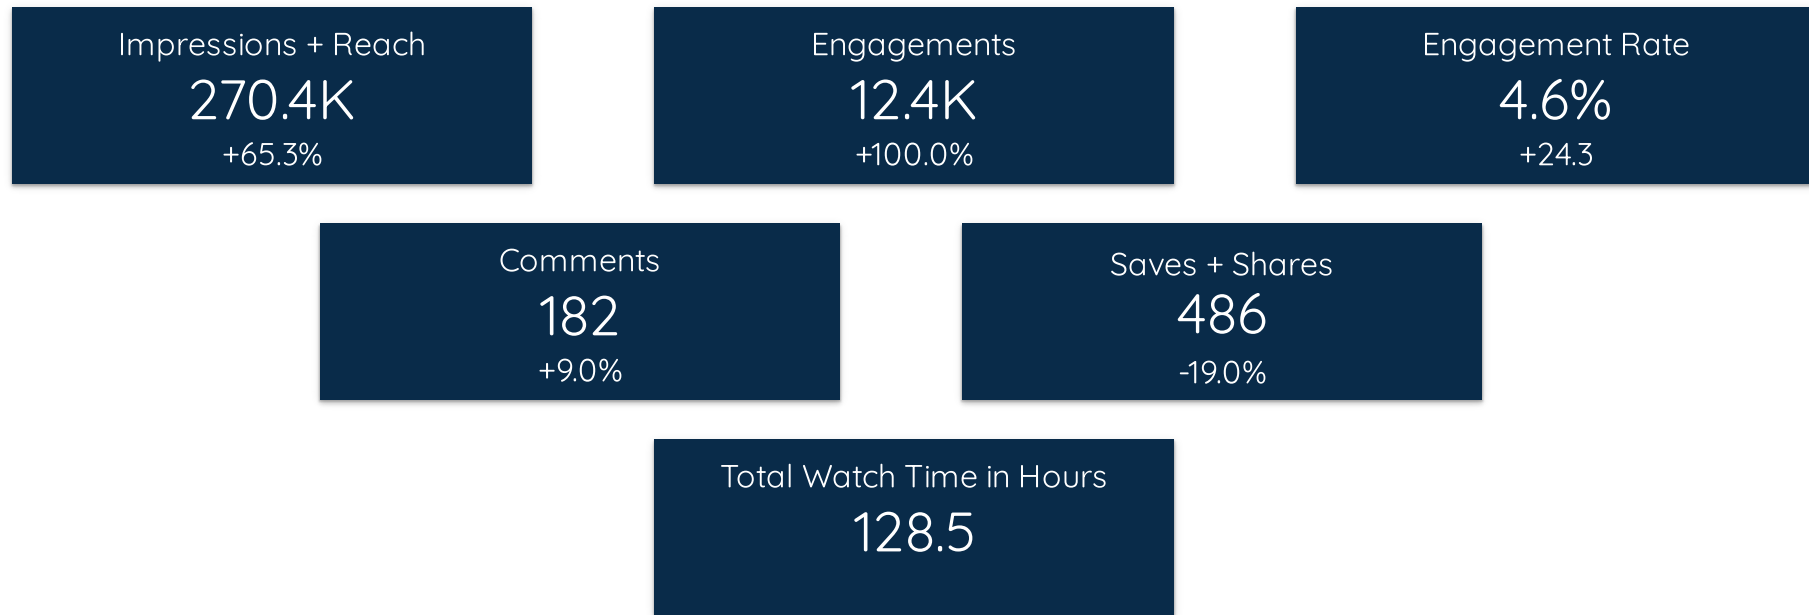 Impressions + Reach
270.4K
+65.3%
Engagements
12.4K
+100.0%
Engagement Rate
4.6%
+24.3
Comments
182
+9.0%
Saves + Shares
486
-19.0%
Total Watch Time in Hours
128.5